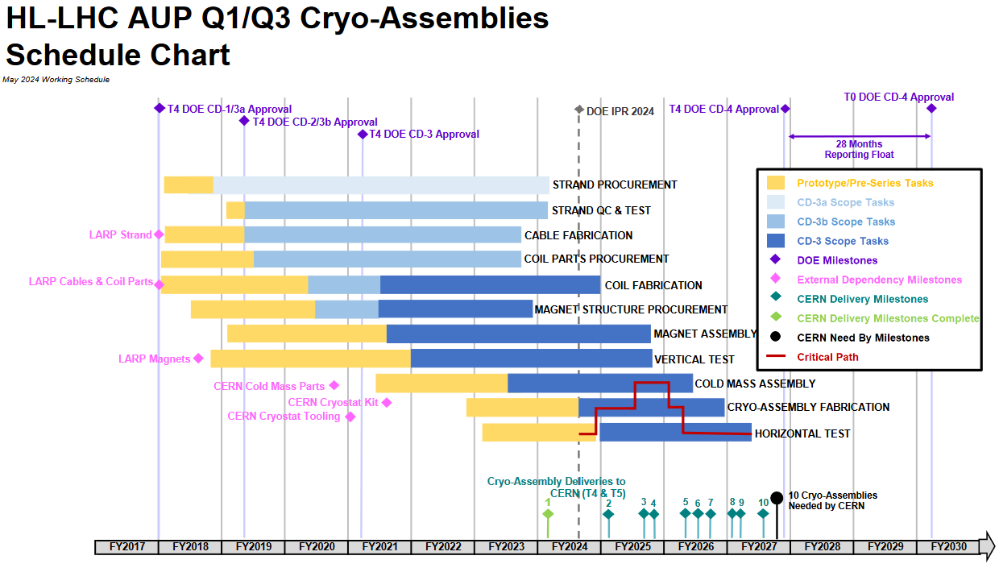 HL-LHC AUP Q1/Q3 Cryo-Assemblies
Schedule Chart
May 2024 Working Schedule
T4 DOE CD-1/3a Approval
T4 DOE CD-2/3b Approval
T4 DOE CD-3 Approval
DOE IPR 2024
T4 DOE CD-4 Approval
T0 DOE CD-4 Approval
28 Months
Reporting Float
STRAND PROCUREMENT
STRAND QC & TEST
LARP Strand
CABLE FABRICATION
COIL PARTS PROCUREMENT
LARP Cables & Coil Parts
COIL FABRICATION
MAGNET STRUCTURE PROCUREMENT
MAGNET ASSEMBLY
LARP Magnets
VERTICAL TEST
CERN Cold Mass Parts
COLD MASS ASSEMBLY
CERN Cryostat Kit
CRYO-ASSEMBLY FABRICATION
CERN Cryostat Tooling
HORIZONTAL TEST
Prototype/Pre-Series Tasks
CD-3a Scope Tasks
CD-3b Scope Tasks
CD-3 Scope Tasks
DOE Milestones
External Dependency Milestones
CERN Delivery Milestones
CERN Delivery Milestones Complete
CERN Need By Milestones
Critical Path
Cryo-Assembly Deliveries to
CERN (T4 & T5)
1 2 3 4 5 6 7 8 9 10
10 Cryo-Assemblies
Needed by CERN
FY2017 FY2018 FY2019 FY2020 FY2021 FY2022 FY2023 FY2024 FY2025 FY2026 FY2027 FY2028 FY2029 FY2030